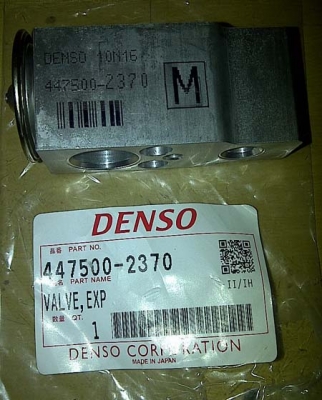 DENSO 10N16
447500-2370
M
DENSO
品番 PART NO.
447500-2370
品名 PART NAME
II/IH
VALVE,EXP
数量 QT.
1
DENSO CORPORATION
MADE IN JAPAN